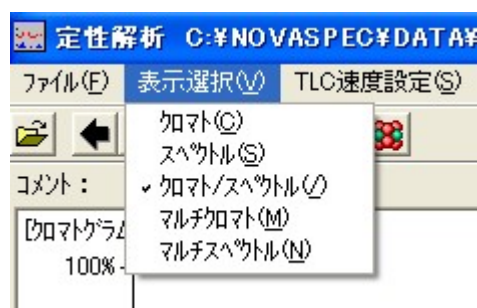 定性解析 C:¥NOVASPEC¥DATA¥
ﾌｧｲﾙ(F) 表示選択(V) TLC速度設定(S)
ｸﾛﾏﾄ(C)
ｽﾍﾟｸﾄﾙ(S)
ｸﾛﾏﾄ/ｽﾍﾟｸﾄﾙ(/)
ﾏﾙﾁｸﾛﾏﾄ(M)
ﾏﾙﾁｽﾍﾟｸﾄﾙ(N)
ｺﾒﾝﾄ：
[ｸﾛﾏﾄｸﾞﾗﾑ
100%